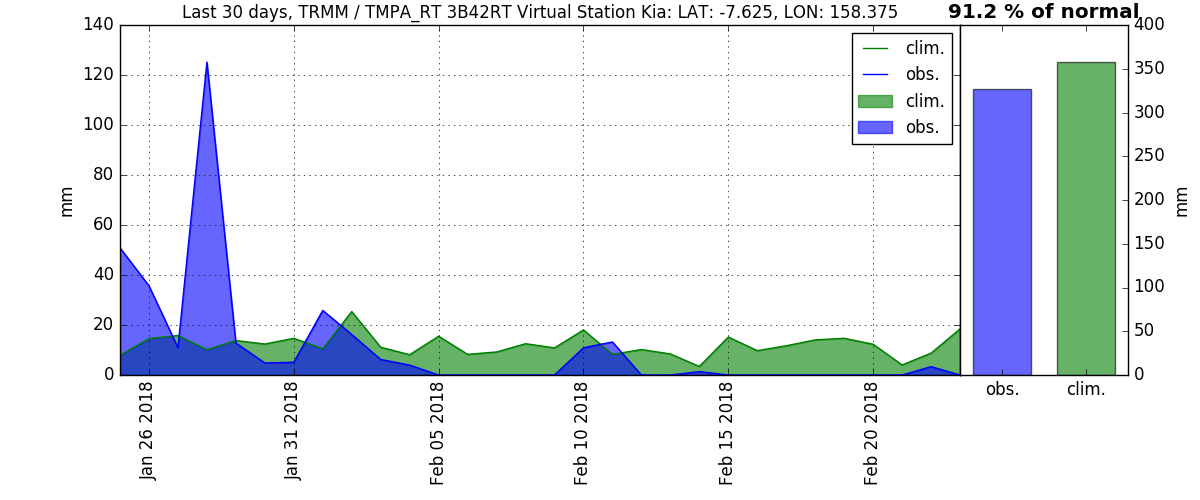 Last 30 days, TRMM / TMPA_RT 3B42RT Virtual Station Kia: LAT: -7.625, LON: 158.375
91.2 % of normal
140
120
100
80
60
40
20
0
mm
clim.
obs.
clim.
obs.
Jan 26 2018
Jan 31 2018
Feb 05 2018
Feb 10 2018
Feb 15 2018
Feb 20 2018
400
350
300
250
200
150
100
50
0
mm
obs.
clim.